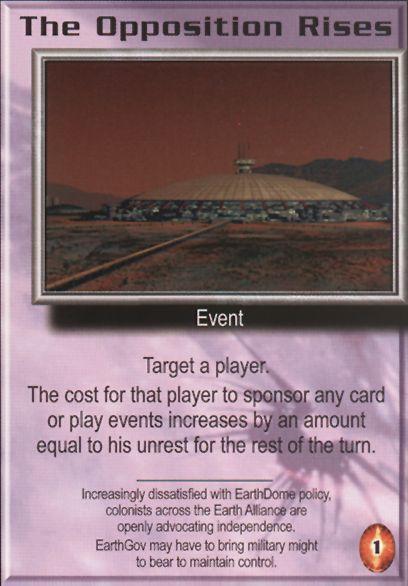 The Opposition Rises
Event
Target a player.
The cost for that player to sponsor any card
or play events increases by an amount
equal to his unrest for the rest of the turn.
Increasingly dissatisfied with EarthDome policy,
colonists across the Earth Alliance are
openly advocating independence.
EarthGov may have to bring military might
to bear to maintain control.
1